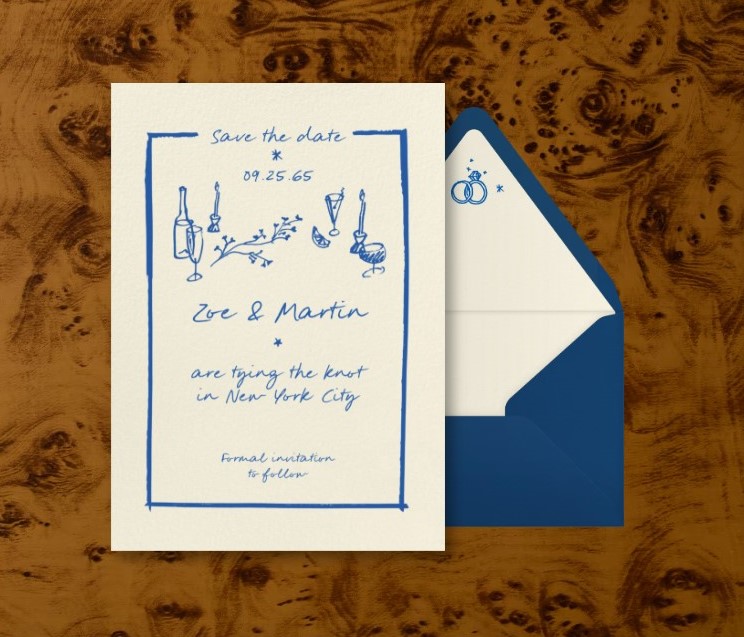 Save the date
*
09.25.65
Zoe & Martin
*
are tying the knot
in New York City
Formal invitation
to follow